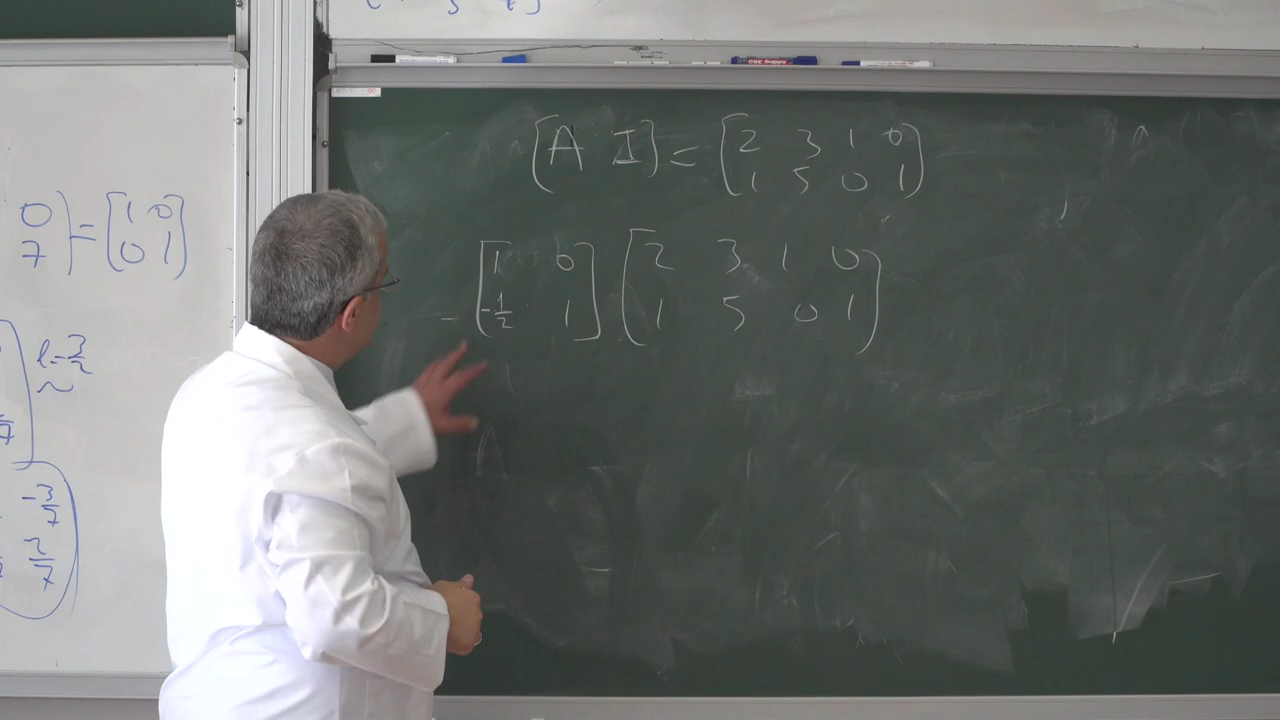 [A I] = [2 3 1 0
1 5 0 1]
[1 0
-1/2 1] [2 3 1 0
1 5 0 1]
0
7] = [1 0
0 1]
l=-3/2
~
-3/7
2/7